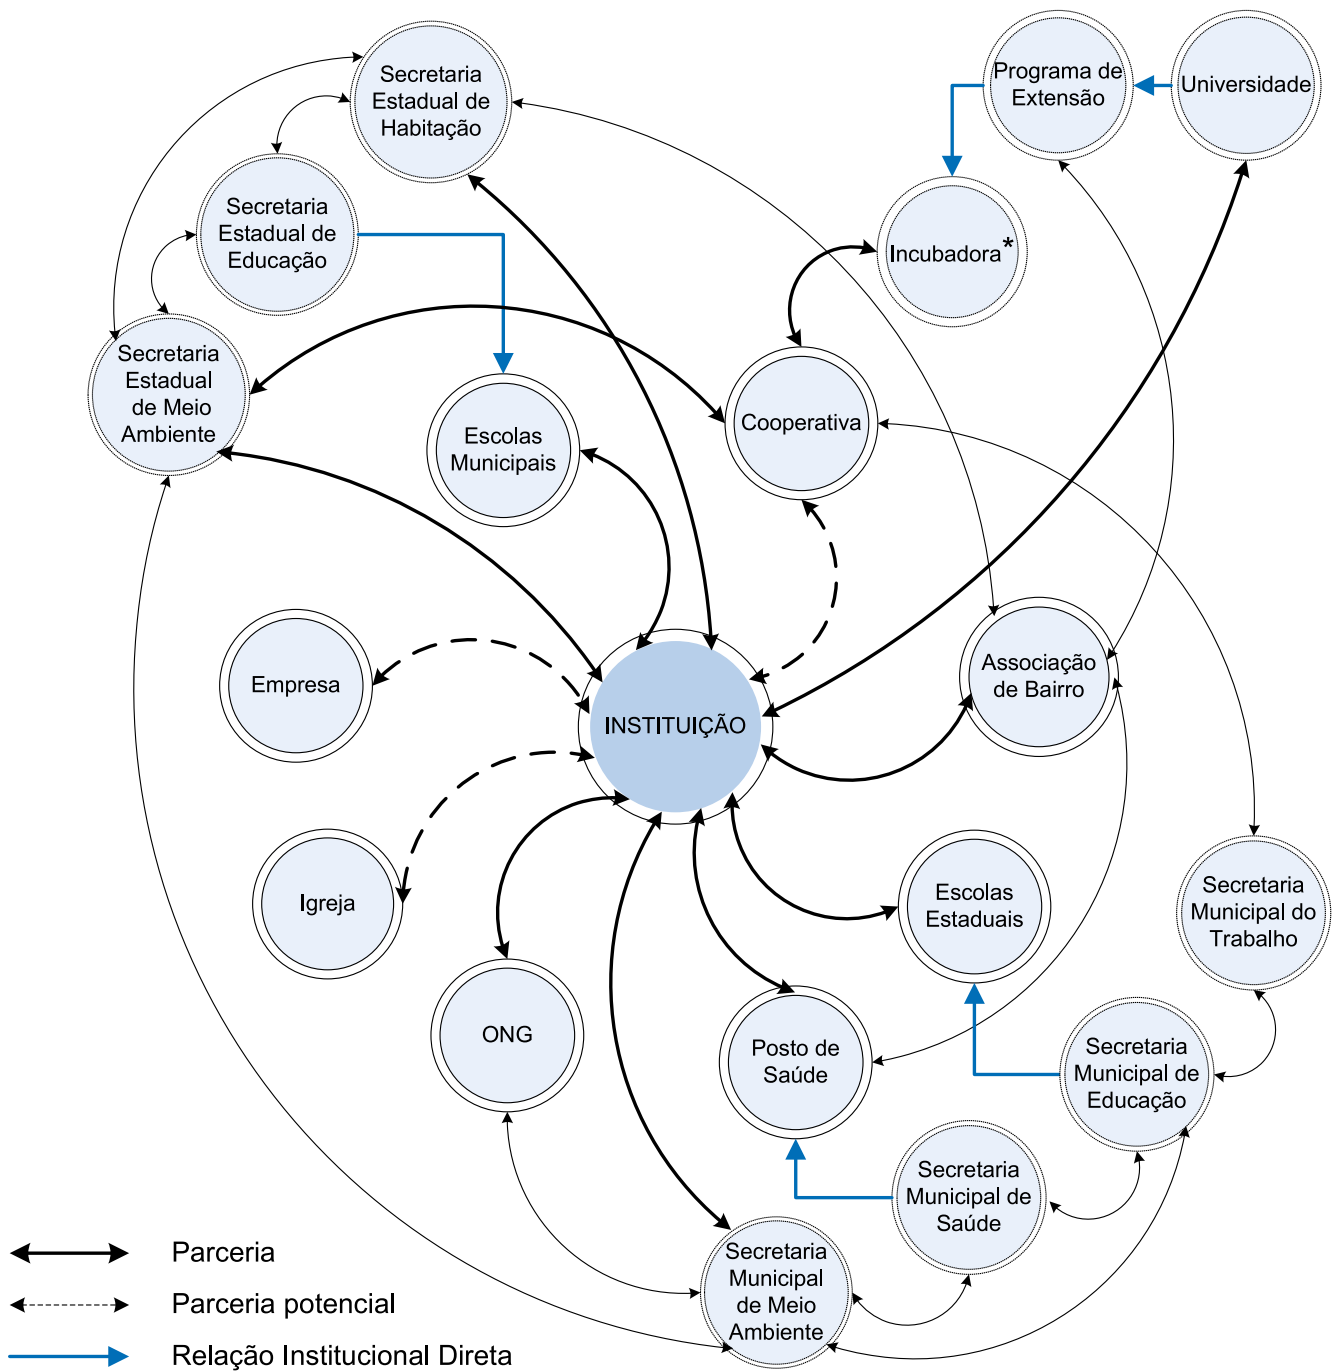 Secretaria
Estadual de
Habitação
Programa de
Extensão
Universidade
Secretaria
Estadual de
Educação
Incubadora*
Secretaria
Estadual
de Meio
Ambiente
Escolas
Municipais
Cooperativa
Empresa
INSTITUIÇÃO
Associação
de Bairro
Igreja
Escolas
Estaduais
Secretaria
Municipal do
Trabalho
ONG
Posto de
Saúde
Secretaria
Municipal de
Educação
Secretaria
Municipal de
Saúde
Secretaria
Municipal
de Meio
Ambiente
Parceria
Parceria potencial
Relação Institucional Direta